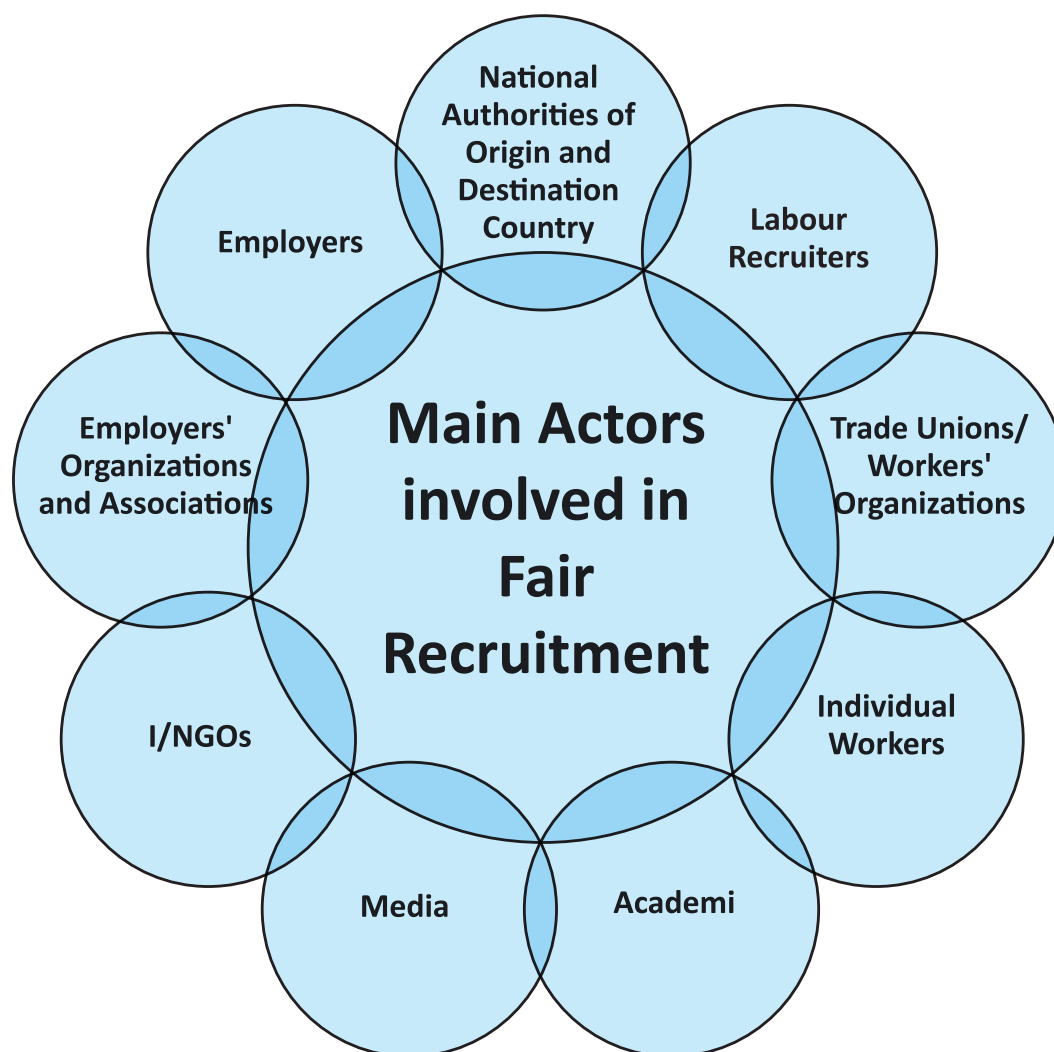 National
Authorities of
Origin and
Destination
Country
Labour
Recruiters
Trade Unions/
Workers'
Organizations
Individual
Workers
Academi
Media
I/NGOs
Employers'
Organizations
and Associations
Employers
Main Actors
involved in
Fair
Recruitment